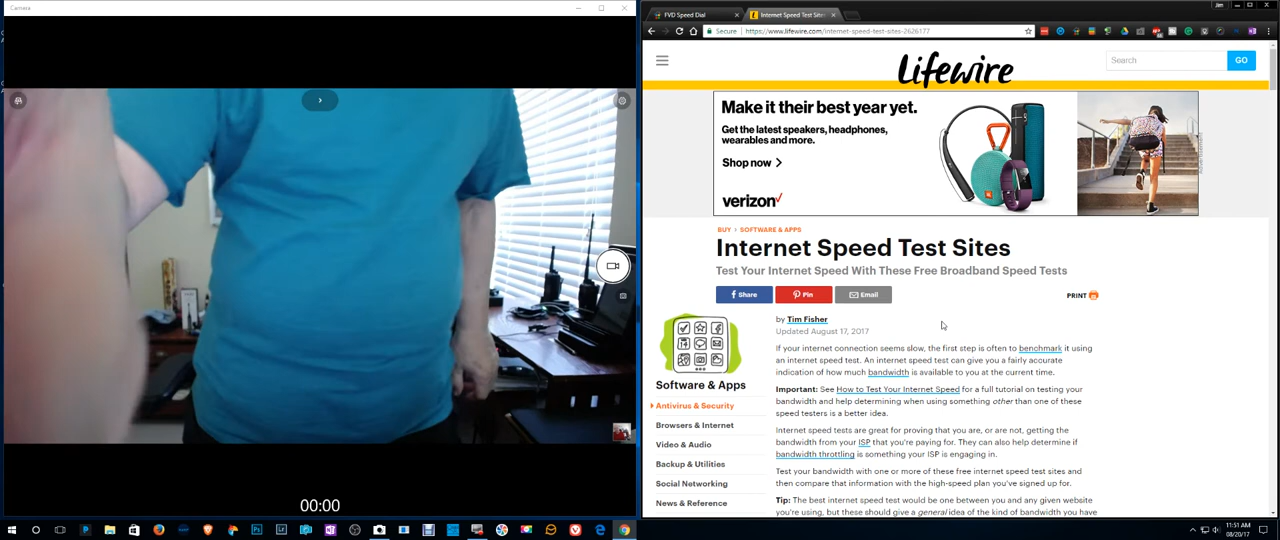 Camera
00:00
FVD Speed Dial
Internet Speed Test Sites
Jim
Secure
https://www.lifewire.com/internet-speed-test-sites-2626177
Lifewire
Search
GO
Make it their best year yet.
Get the latest speakers, headphones,
wearables and more.
Shop now
verizon
JBL
BUY › SOFTWARE & APPS
Internet Speed Test Sites
Test Your Internet Speed With These Free Broadband Speed Tests
Share
Pin
Email
PRINT
by Tim Fisher
Updated August 17, 2017
If your internet connection seems slow, the first step is often to benchmark it using
an internet speed test. An internet speed test can give you a fairly accurate
indication of how much bandwidth is available to you at the current time.
Important: See How to Test Your Internet Speed for a full tutorial on testing your
bandwidth and help determining when using something other than one of these
speed testers is a better idea.
Internet speed tests are great for proving that you are, or are not, getting the
bandwidth from your ISP that you're paying for. They can also help determine if
bandwidth throttling is something your ISP is engaging in.
Test your bandwidth with one or more of these free internet speed test sites and
then compare that information with the high-speed plan you've signed up for.
Tip: The best internet speed test would be one between you and any given website
you're using, but these should give a general idea of the kind of bandwidth you have
Software & Apps
Antivirus & Security
Browsers & Internet
Video & Audio
Backup & Utilities
Social Networking
News & Reference
11:51 AM
08/20/17